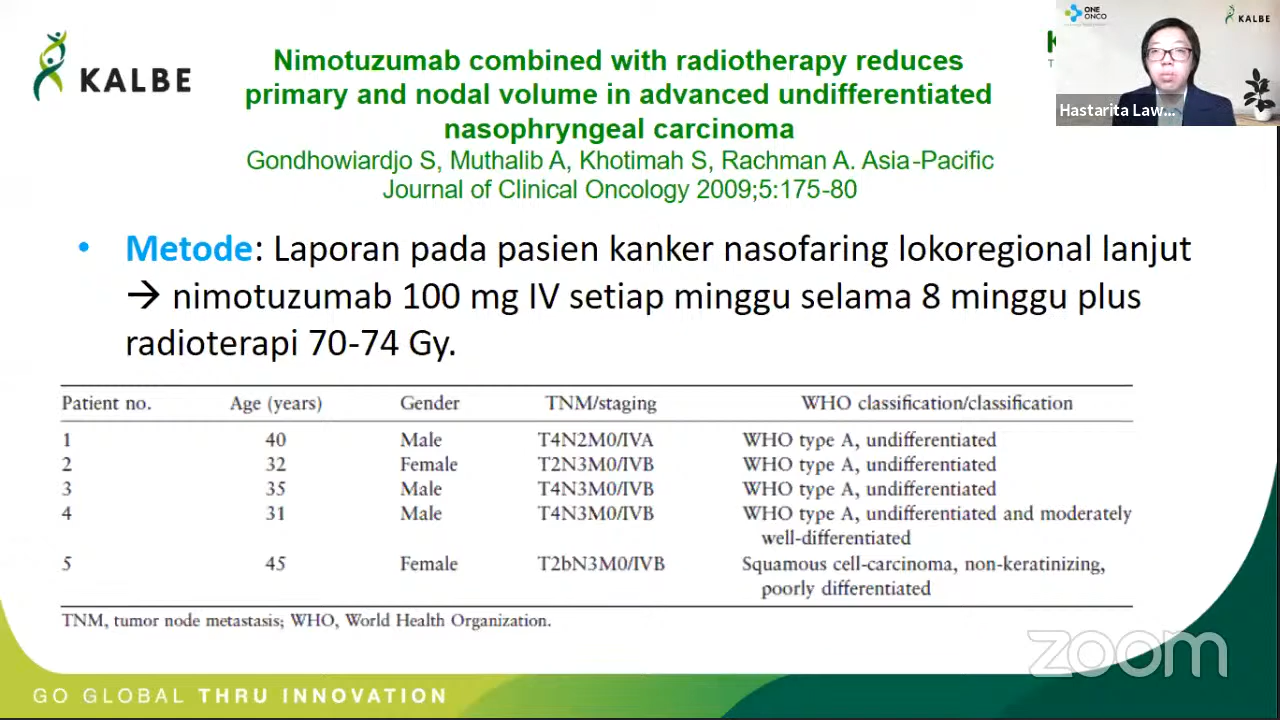 KALBE
Nimotuzumab combined with radiotherapy reduces
primary and nodal volume in advanced undifferentiated
nasophryngeal carcinoma
Gondhowiardjo S, Muthalib A, Khotimah S, Rachman A. Asia-Pacific
Journal of Clinical Oncology 2009;5:175-80
ONE
ONCO
KALBE
Hastarita Law...
• Metode: Laporan pada pasien kanker nasofaring lokoregional lanjut
→ nimotuzumab 100 mg IV setiap minggu selama 8 minggu plus
radioterapi 70-74 Gy.
Patient no. Age (years) Gender TNM/staging WHO classification/classification
1 40 Male T4N2M0/IVA WHO type A, undifferentiated
2 32 Female T2N3M0/IVB WHO type A, undifferentiated
3 35 Male T4N3M0/IVB WHO type A, undifferentiated
4 31 Male T4N3M0/IVB WHO type A, undifferentiated and moderately
well-differentiated
5 45 Female T2bN3M0/IVB Squamous cell-carcinoma, non-keratinizing,
poorly differentiated
TNM, tumor node metastasis; WHO, World Health Organization.
zoom
GO GLOBAL THRU INNOVATION